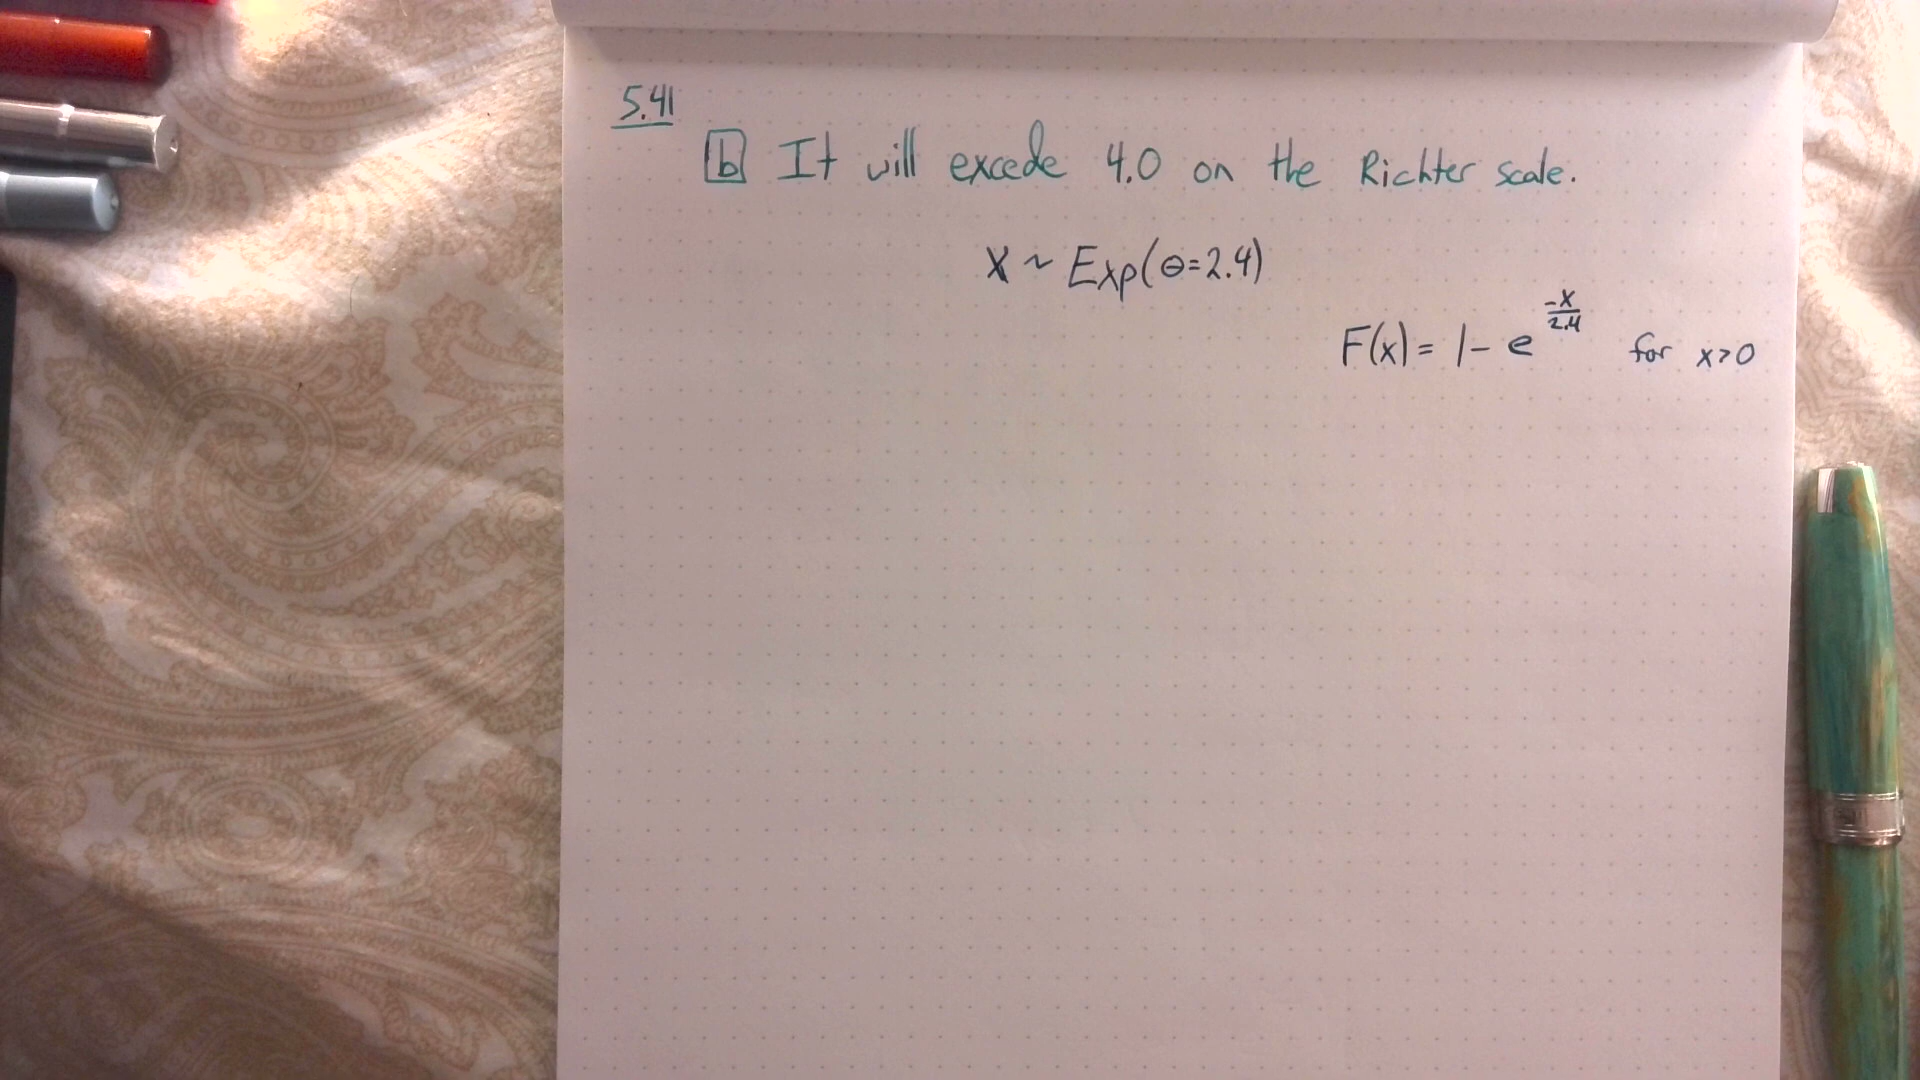 5.41
b It will excede 4.0 on the Richter scale.
X ~ Exp(θ=2.4)
F(x) = 1 - e^(-x/2.4) for x>0